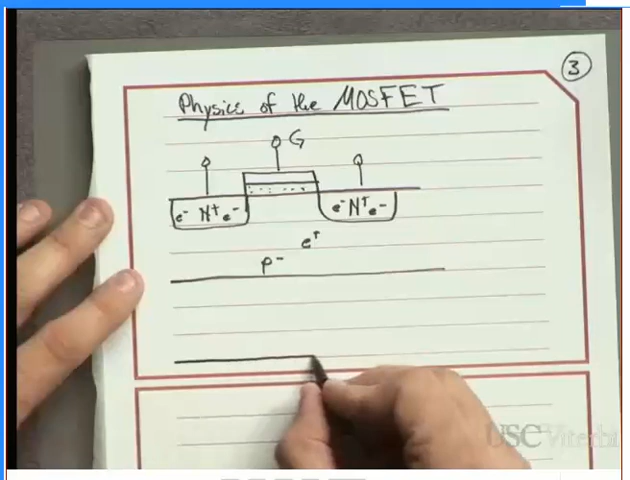 3
Physics of the MOSFET
G
e⁻ N⁺ e⁻
e⁻ N⁺ e⁻
e⁺
p⁻
USC Viterbi